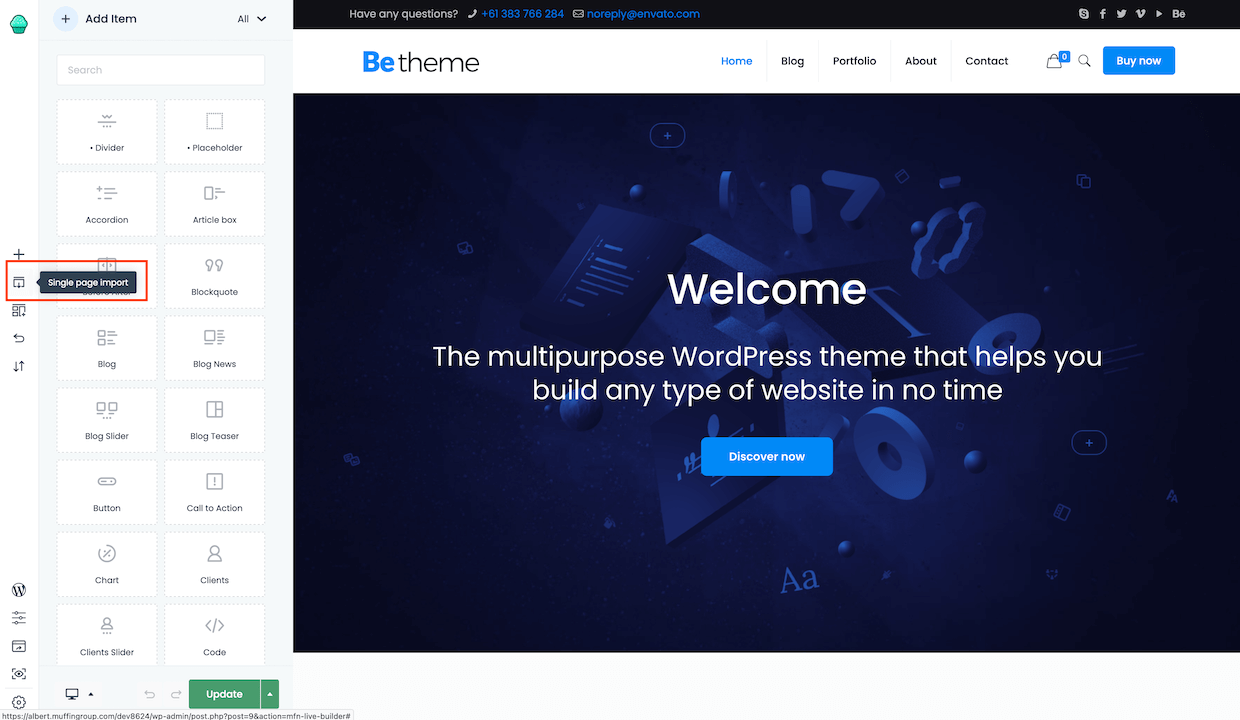 Have any questions? +61 383 766 284 noreply@envato.com
Bē
Add Item
All
Search
Be theme
Home
Blog
Portfolio
About
Contact
0
Buy now
• Divider
• Placeholder
Accordion
Article box
Single page import
Blockquote
Blog
Blog News
Blog Slider
Blog Teaser
Button
Call to Action
Chart
Clients
Clients Slider
Code
Welcome
The multipurpose WordPress theme that helps you
build any type of website in no time
Discover now
Aa
Update
https://albert.muffingroup.com/dev8624/wp-admin/post.php?post=9&action=mfn-live-builder#